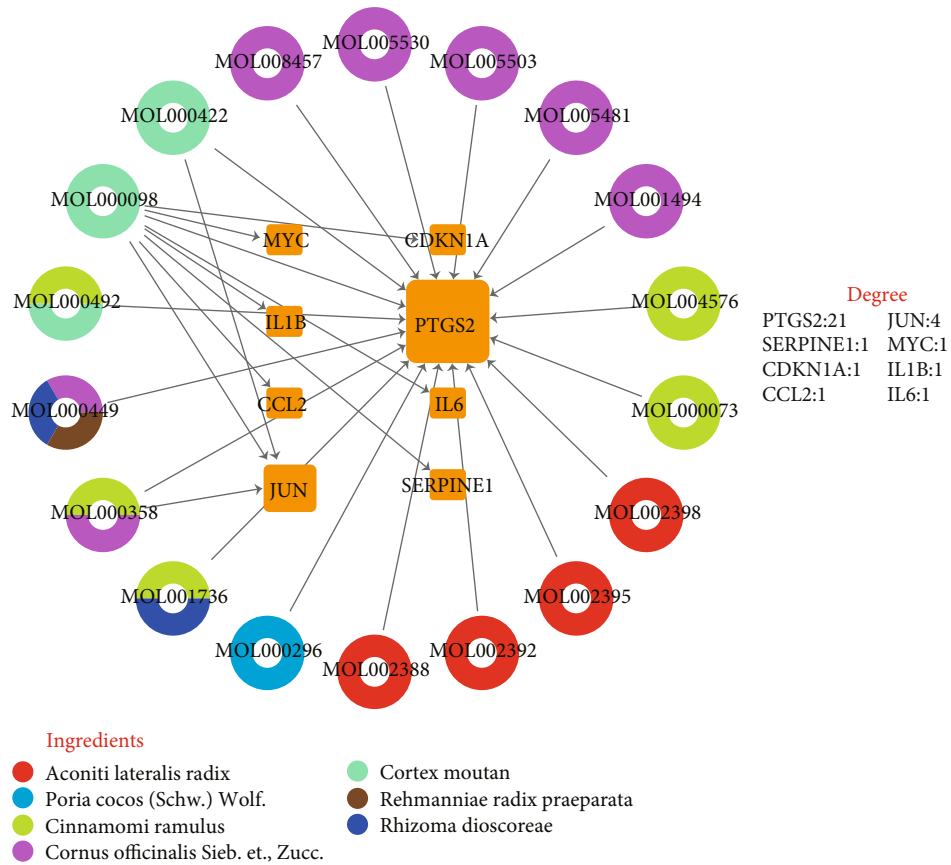 MOL005530
MOL008457
MOL005503
MOL000422
MOL005481
MOL000098
MOL001494
MYC
CDKN1A
MOL000492
MOL004576
IL1B
PTGS2
MOL000449
CCL2
IL6
MOL000073
MOL000358
JUN
SERPINE1
MOL002398
MOL001736
MOL002395
MOL000296
MOL002388
MOL002392
Degree
PTGS2:21 JUN:4
SERPINE1:1 MYC:1
CDKN1A:1 IL1B:1
CCL2:1 IL6:1
Ingredients
Aconiti lateralis radix
Poria cocos (Schw.) Wolf.
Cinnamomi ramulus
Cornus officinalis Sieb. et., Zucc.
Cortex moutan
Rehmanniae radix praeparata
Rhizoma dioscoreae